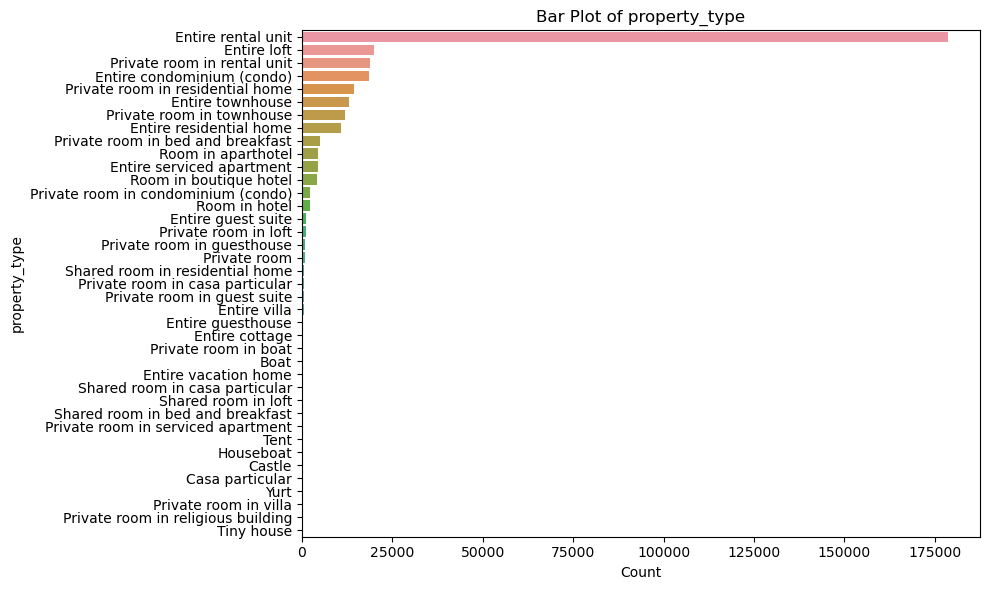 Bar Plot of property_type
Entire rental unit
Entire loft
Private room in rental unit
Entire condominium (condo)
Private room in residential home
Entire townhouse
Private room in townhouse
Entire residential home
Private room in bed and breakfast
Room in aparthotel
Entire serviced apartment
Room in boutique hotel
Private room in condominium (condo)
Room in hotel
Entire guest suite
Private room in loft
Private room in guesthouse
Private room
Shared room in residential home
Private room in casa particular
Private room in guest suite
Entire villa
Entire guesthouse
Entire cottage
Private room in boat
Boat
Entire vacation home
Shared room in casa particular
Shared room in loft
Shared room in bed and breakfast
Private room in serviced apartment
Tent
Houseboat
Castle
Casa particular
Yurt
Private room in villa
Private room in religious building
Tiny house
property_type
0 25000 50000 75000 100000 125000 150000 175000
Count